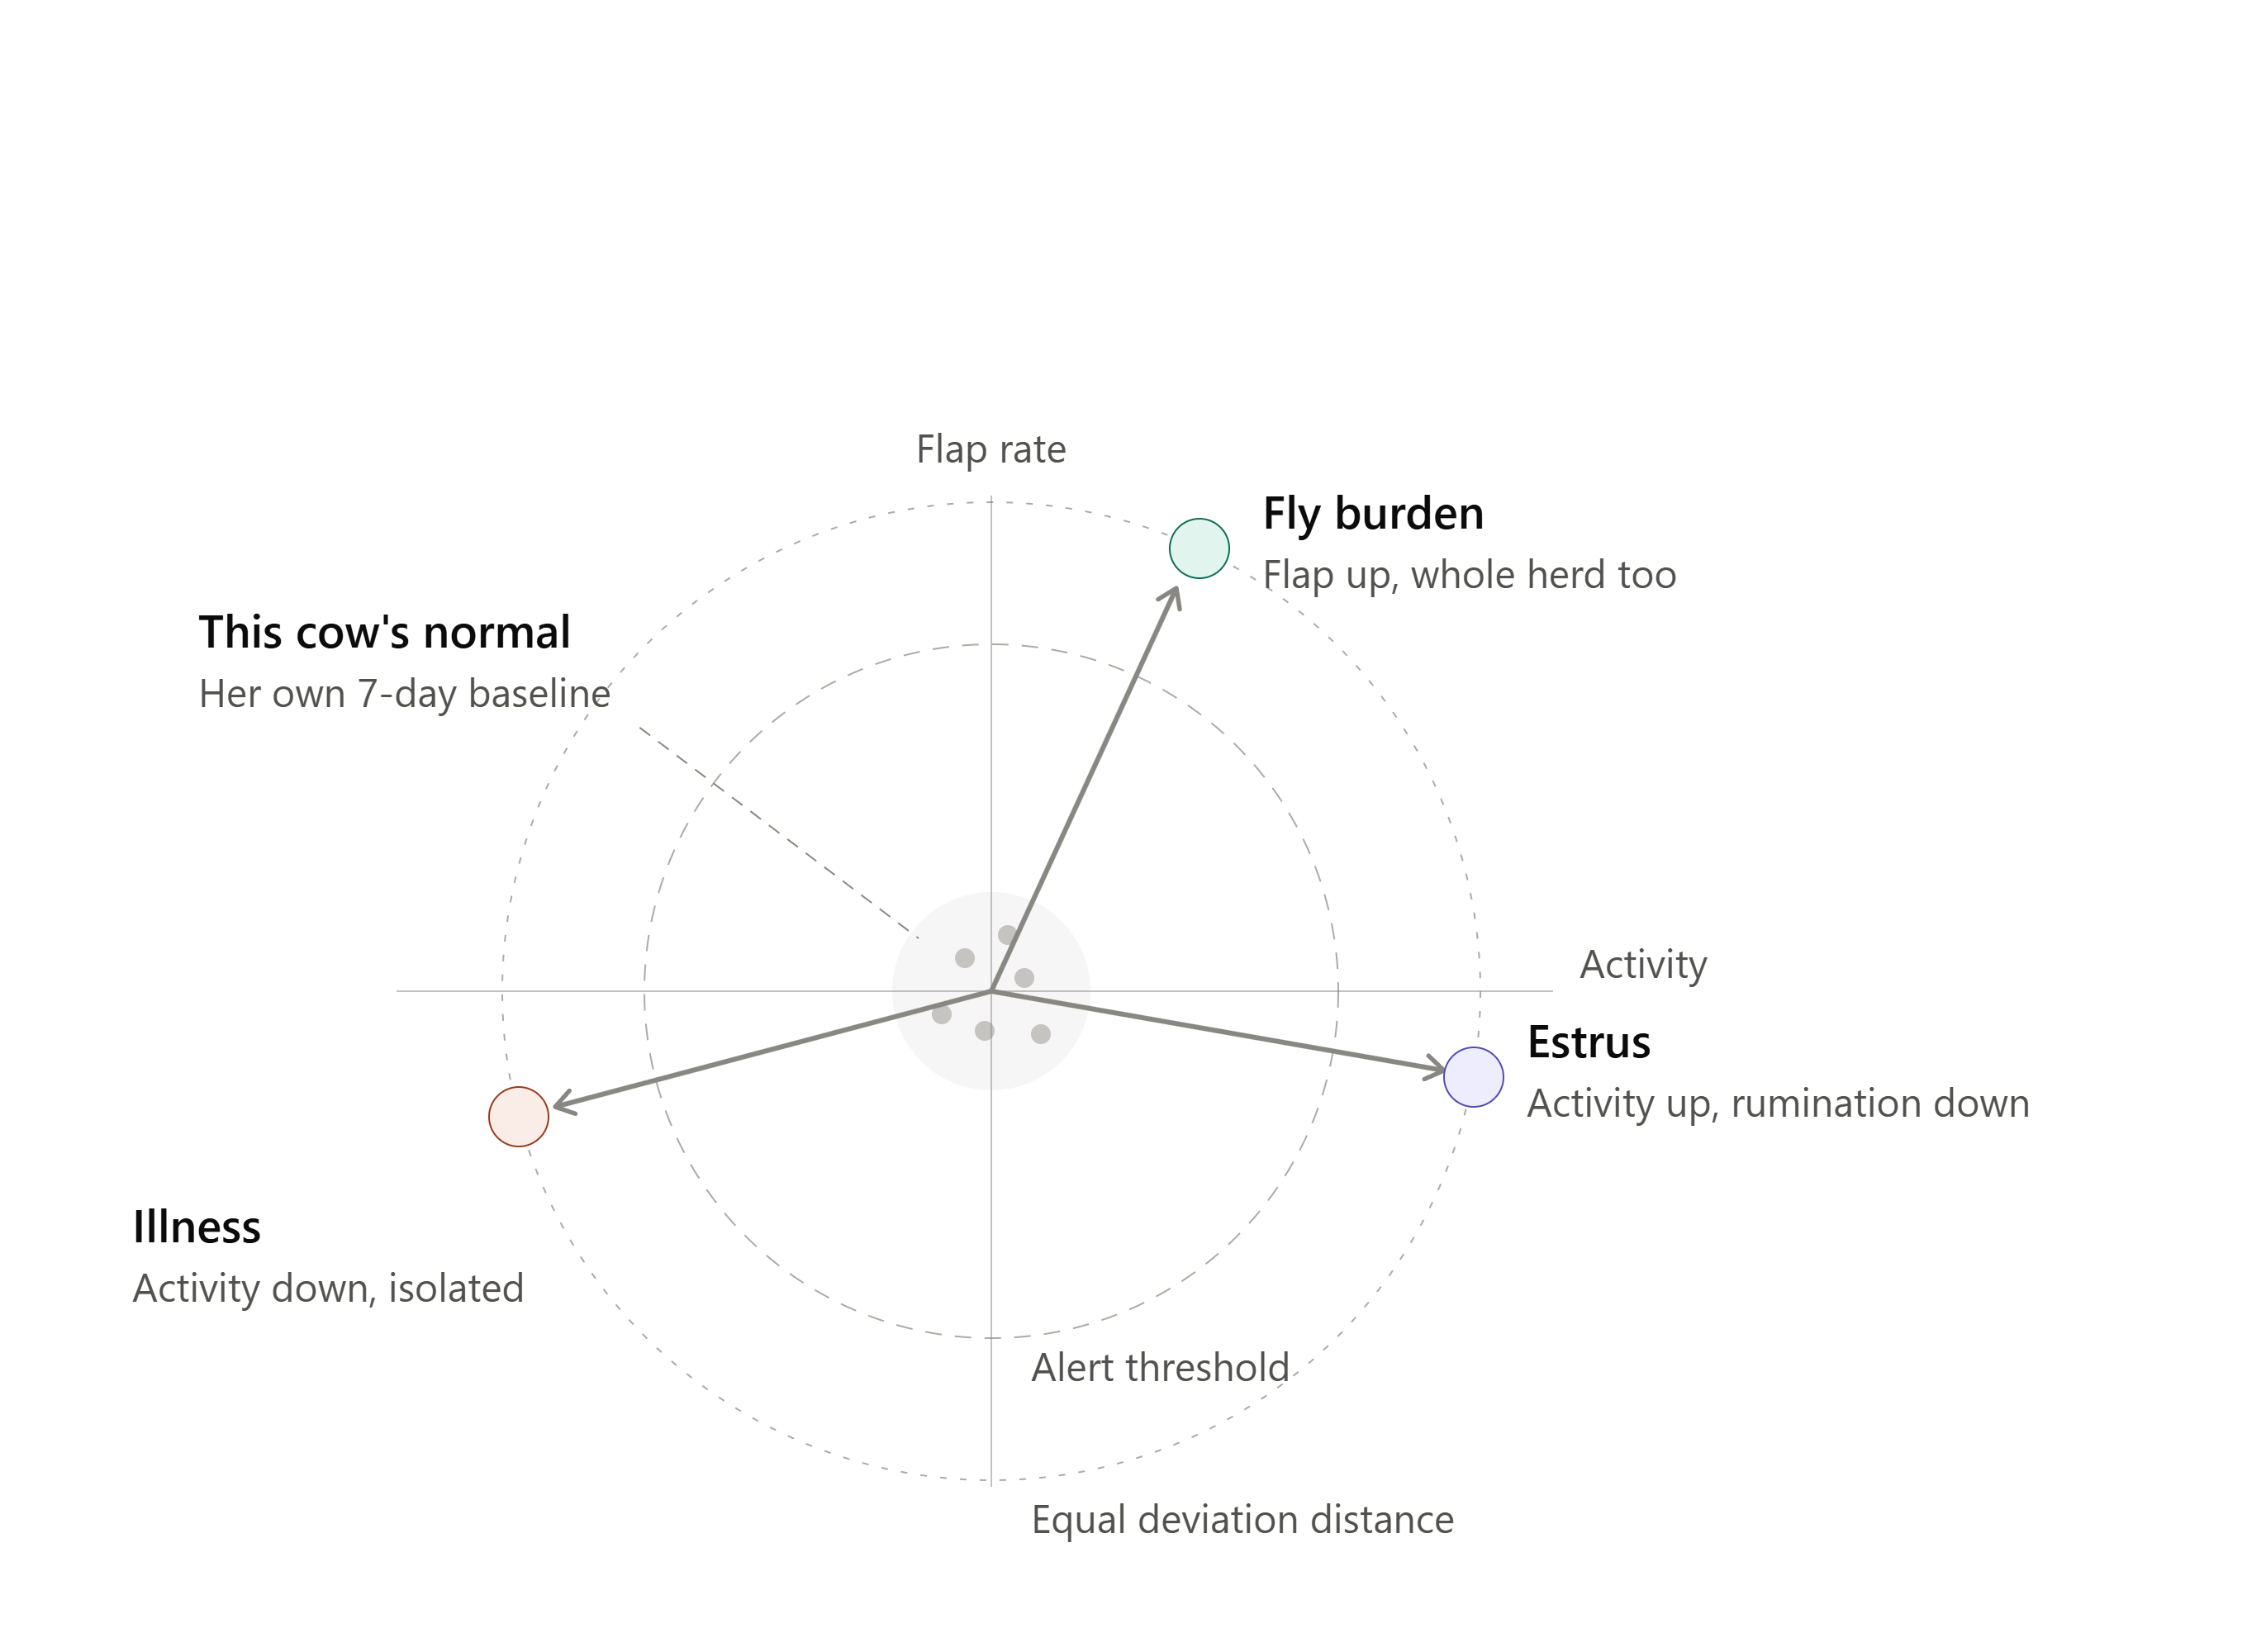 Flap rate
Fly burden
Flap up, whole herd too
This cow's normal
Her own 7-day baseline
Activity
Estrus
Activity up, rumination down
Illness
Activity down, isolated
Alert threshold
Equal deviation distance